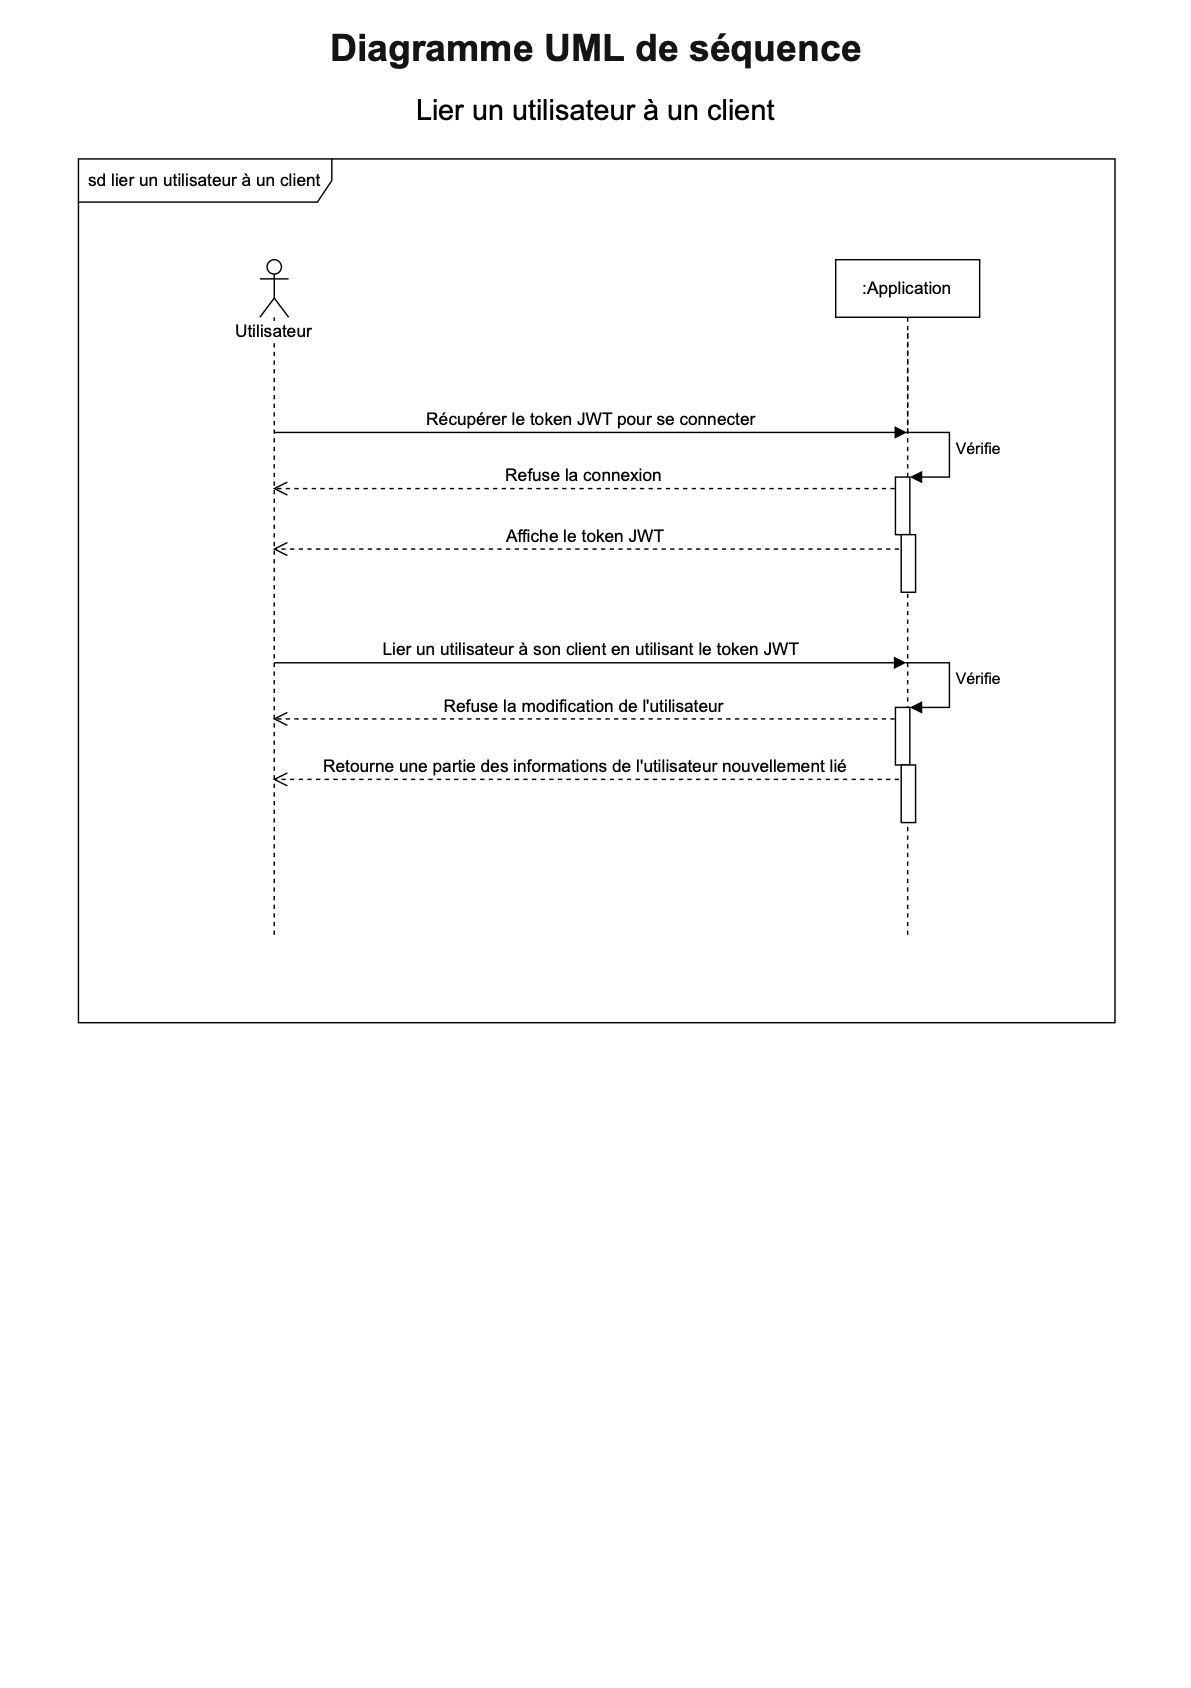 Diagramme UML de séquence
Lier un utilisateur à un client
sd lier un utilisateur à un client
:Application
Utilisateur
Récupérer le token JWT pour se connecter
Vérifie
Refuse la connexion
Affiche le token JWT
Lier un utilisateur à son client en utilisant le token JWT
Vérifie
Refuse la modification de l'utilisateur
Retourne une partie des informations de l'utilisateur nouvellement lié